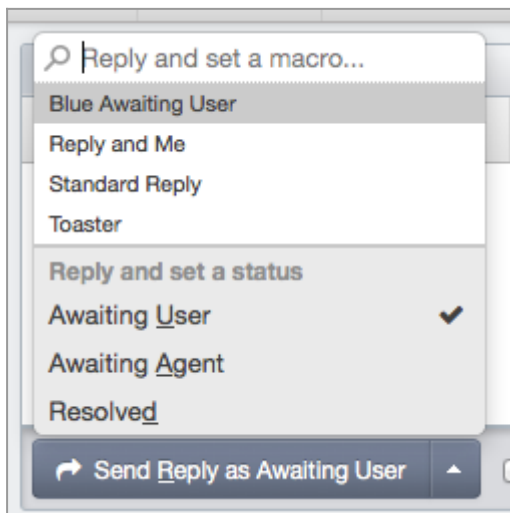 Reply and set a macro...
Blue Awaiting User
Reply and Me
Standard Reply
Toaster
Reply and set a status
Awaiting User
Awaiting Agent
Resolved
Send Reply as Awaiting User